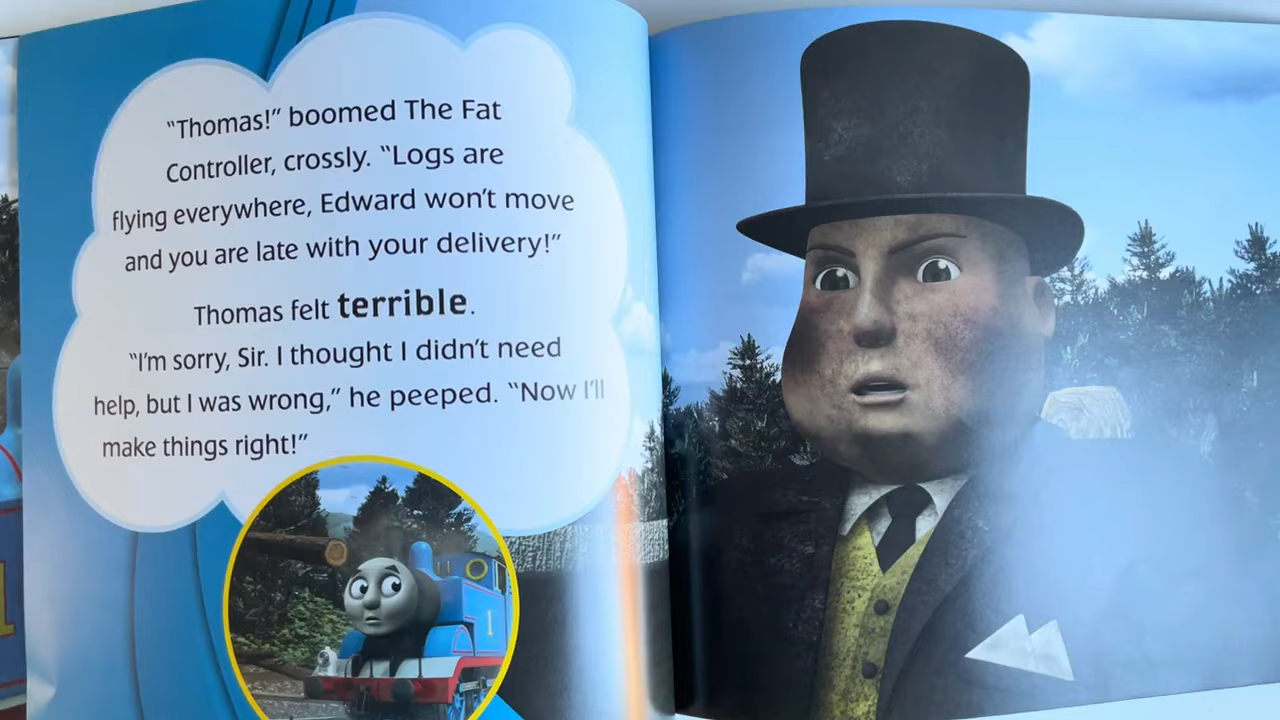 “Thomas!” boomed The Fat
Controller, crossly. “Logs are
flying everywhere, Edward won’t move
and you are late with your delivery!”
Thomas felt terrible.
“I’m sorry, Sir. I thought I didn’t need
help, but I was wrong,” he peeped. “Now I’ll
make things right!”
1
1